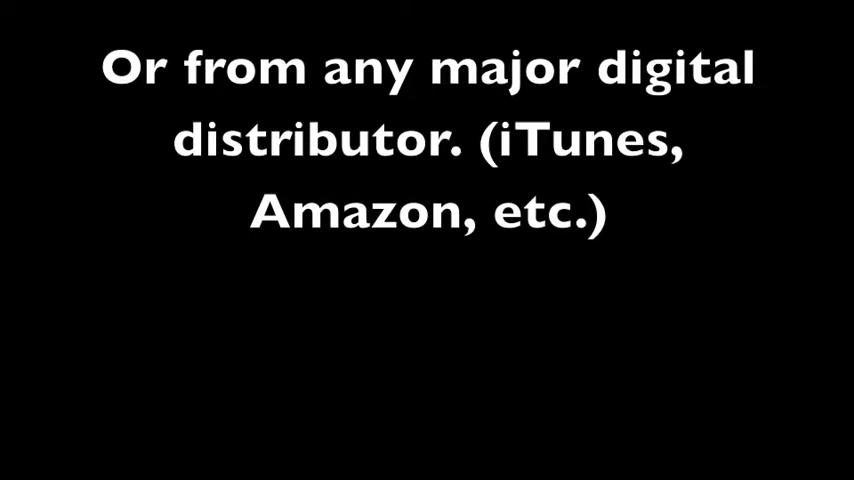 Or from any major digital
distributor. (iTunes,
Amazon, etc.)